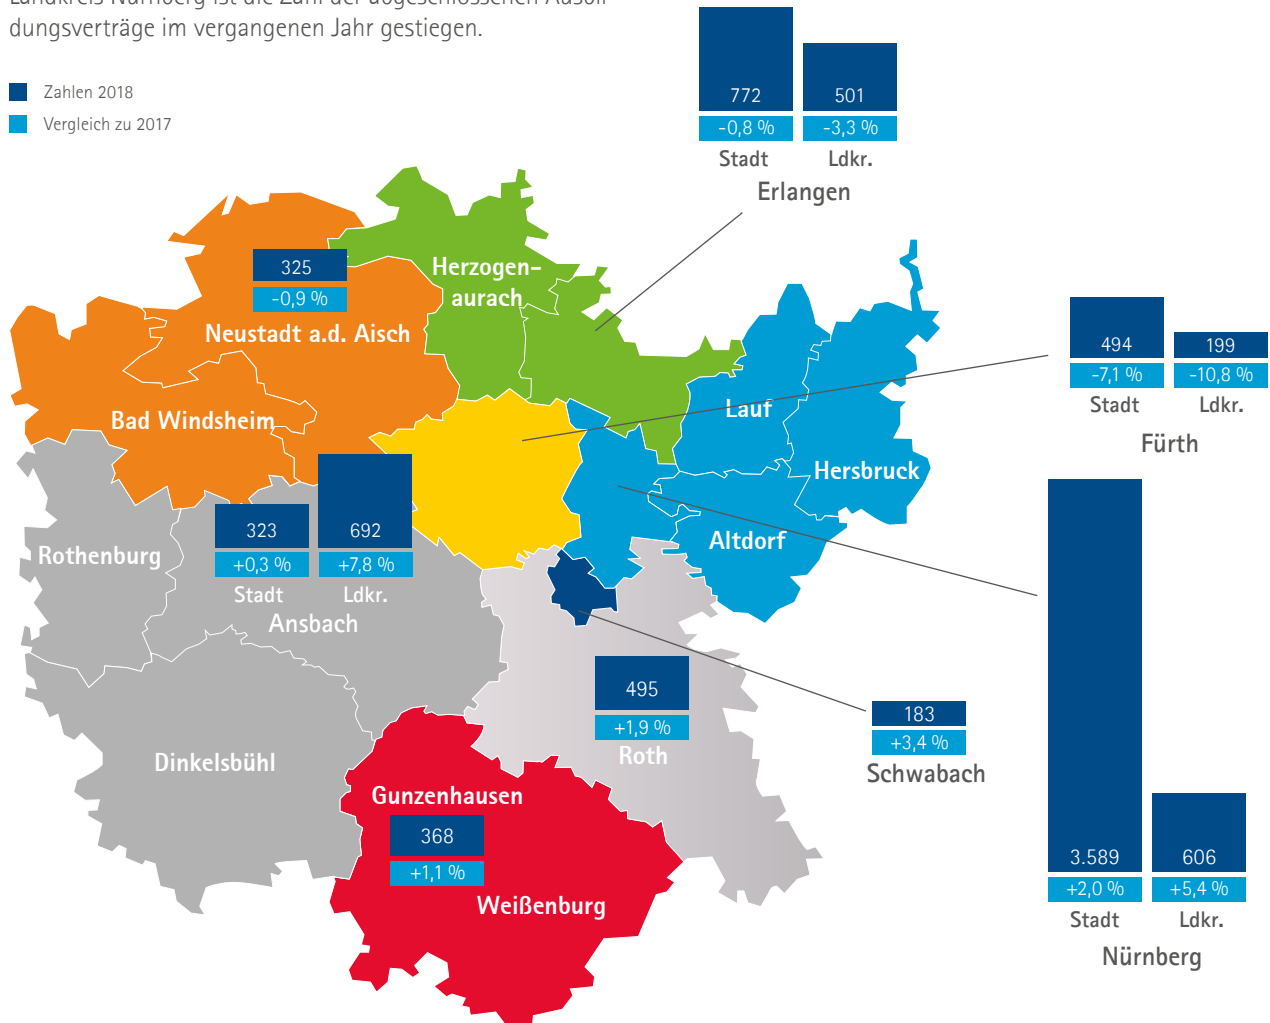 dungsverträge im vergangenen Jahr gestiegen.
Zahlen 2018
Vergleich zu 2017
772
501
-0,8 %
-3,3 %
Stadt
Ldkr.
Erlangen
325
-0,9 %
Neustadt a.d. Aisch
Herzogen-
aurach
494
199
-7,1 %
-10,8 %
Stadt
Ldkr.
Fürth
Bad Windsheim
Lauf
Hersbruck
Altdorf
Rothenburg
323
692
+0,3 %
+7,8 %
Stadt
Ldkr.
Ansbach
495
+1,9 %
Roth
183
+3,4 %
Schwabach
Dinkelsbühl
Gunzenhausen
368
+1,1 %
Weißenburg
3.589
606
+2,0 %
+5,4 %
Stadt
Ldkr.
Nürnberg